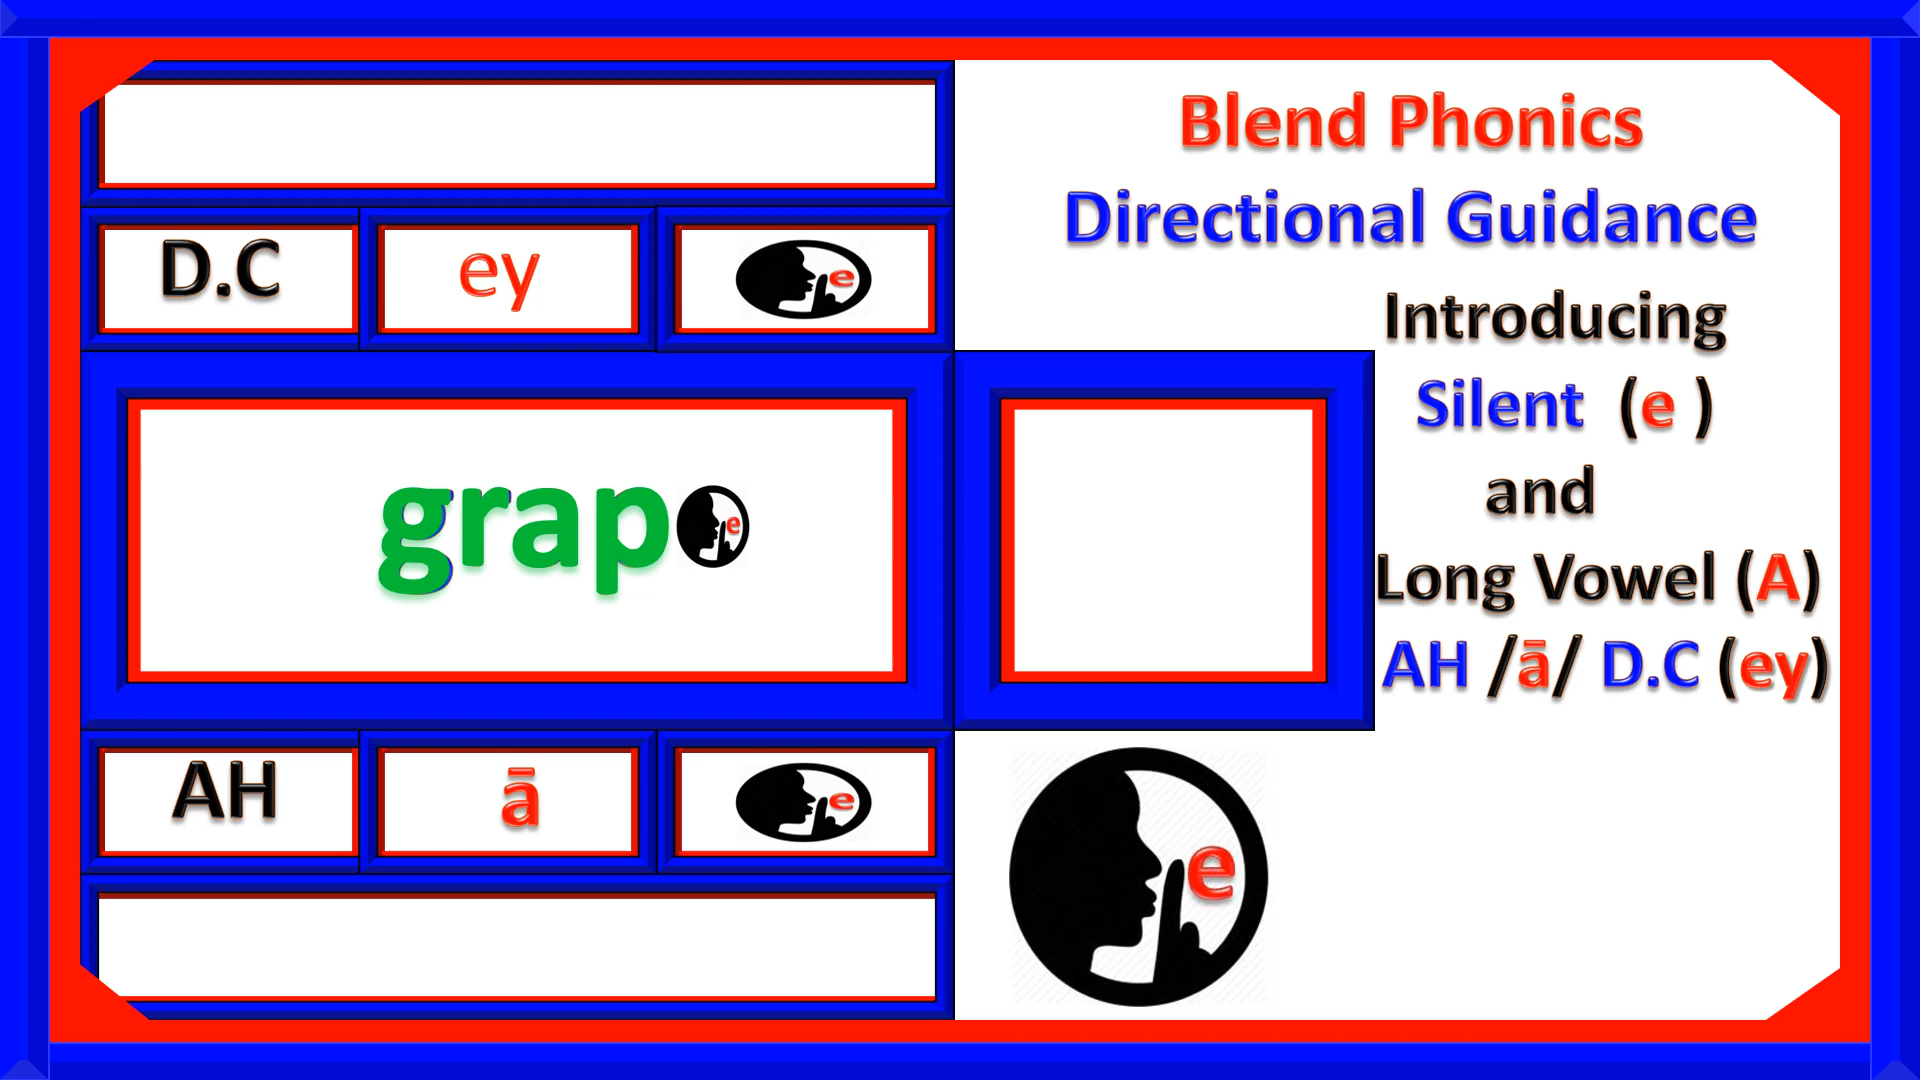 Blend Phonics
Directional Guidance
Introducing
Silent (e )
and
Long Vowel (A)
AH /ā/ D.C (ey)
D.C ey e
grap e
AH ā e
e